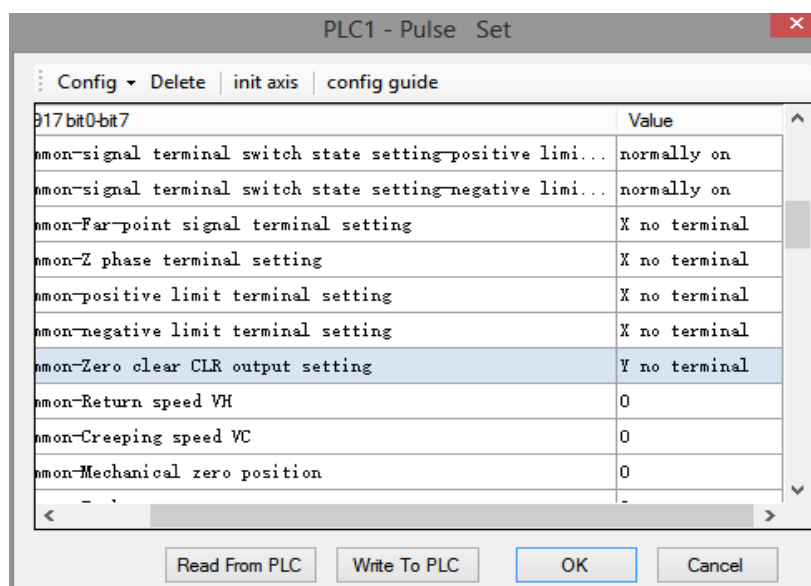 PLC1 - Pulse Set
Config Delete init axis config guide
917 bit0-bit7 Value
mmon-signal terminal switch state setting-positive limi... normally on
mmon-signal terminal switch state setting-negative limi... normally on
mmon-Far-point signal terminal setting X no terminal
mmon-Z phase terminal setting X no terminal
mmon-positive limit terminal setting X no terminal
mmon-negative limit terminal setting X no terminal
mmon-Zero clear CLR output setting Y no terminal
mmon-Return speed VH 0
mmon-Creeping speed VC 0
mmon-Mechanical zero position 0
Read From PLC Write To PLC OK Cancel